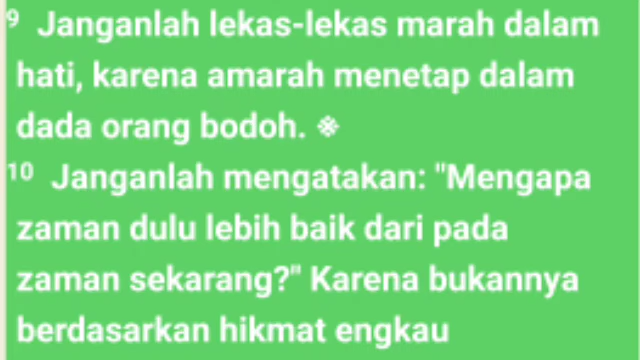 9 Janganlah lekas-lekas marah dalam
hati, karena amarah menetap dalam
dada orang bodoh. ※
10 Janganlah mengatakan: "Mengapa
zaman dulu lebih baik dari pada
zaman sekarang?" Karena bukannya
berdasarkan hikmat engkau